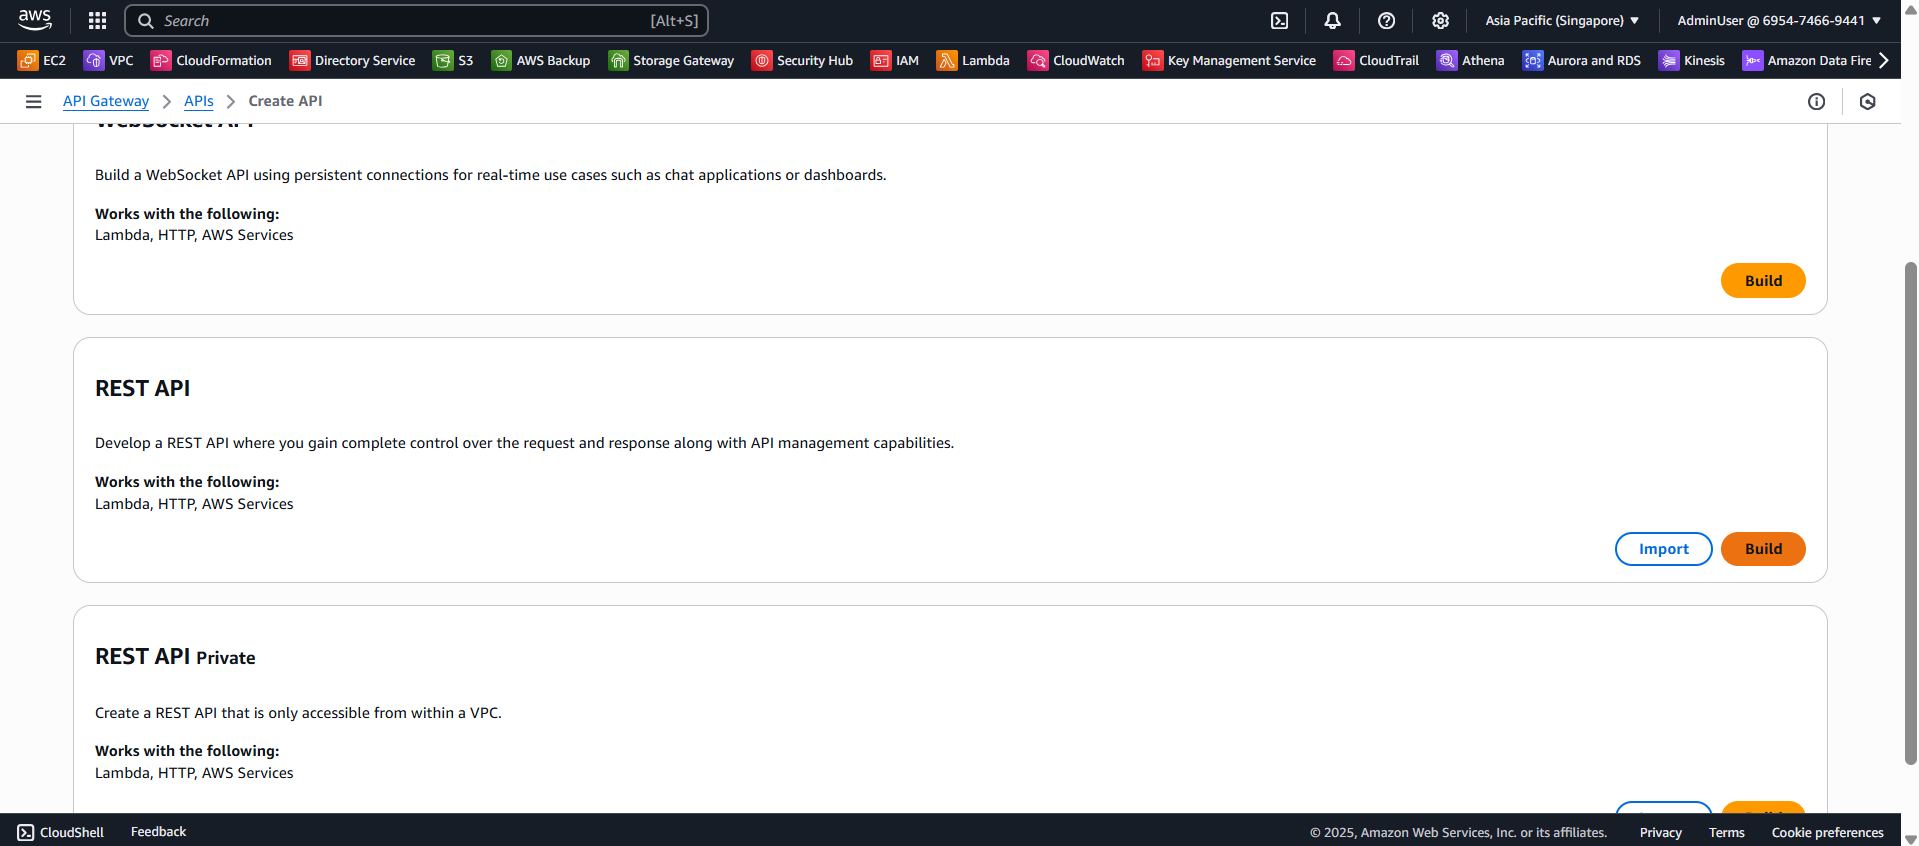 aws
Search [Alt+S]
Asia Pacific (Singapore) AdminUser @ 6954-7466-9441
EC2 VPC CloudFormation Directory Service S3 AWS Backup Storage Gateway Security Hub IAM Lambda CloudWatch Key Management Service CloudTrail Athena Aurora and RDS Kinesis Amazon Data Fire
API Gateway APIs Create API
WebSocket API
Build a WebSocket API using persistent connections for real-time use cases such as chat applications or dashboards.
Works with the following:
Lambda, HTTP, AWS Services
Build
REST API
Develop a REST API where you gain complete control over the request and response along with API management capabilities.
Works with the following:
Lambda, HTTP, AWS Services
Import Build
REST API Private
Create a REST API that is only accessible from within a VPC.
Works with the following:
Lambda, HTTP, AWS Services
CloudShell Feedback
© 2025, Amazon Web Services, Inc. or its affiliates. Privacy Terms Cookie preferences